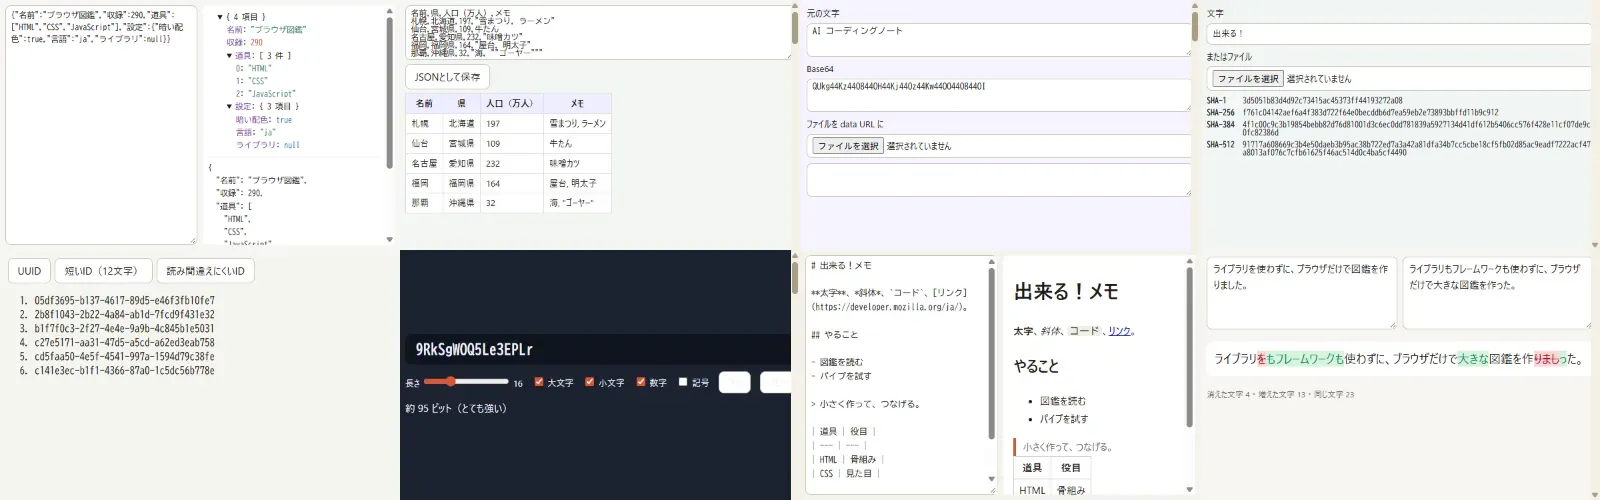 {"名前":"ブラウザ図鑑","収録":290,"道具":
["HTML","CSS","JavaScript"],"設定":{"暗い配
色":true,"言語":"ja","ライブラリ":null}}
▼ { 4 項目 }
名前: "ブラウザ図鑑"
収録: 290
▼ 道具: [ 3 件 ]
0: "HTML"
1: "CSS"
2: "JavaScript"
▼ 設定: { 3 項目 }
暗い配色: true
言語: "ja"
ライブラリ: null
{
"名前": "ブラウザ図鑑",
"収録": 290,
"道具": [
"HTML",
"CSS",
"JavaScript"
名前,県,人口（万人）,メモ
札幌,北海道,197,"雪まつり、ラーメン"
仙台,宮城県,109,牛たん
名古屋,愛知県,232,"味噌カツ"
福岡,福岡県,164,"屋台、明太子"
那覇,沖縄県,32,"海、""ゴーヤー"""
JSONとして保存
名前 県 人口（万人） メモ
札幌 北海道 197 雪まつり、ラーメン
仙台 宮城県 109 牛たん
名古屋 愛知県 232 味噌カツ
福岡 福岡県 164 屋台、明太子
那覇 沖縄県 32 海、"ゴーヤー"
元の文字
AI コーディングノート
Base64
ファイルを data URL に
ファイルを選択 選択されていません
文字
出来る！
またはファイル
ファイルを選択 選択されていません
SHA-1 3d5051b83d4d92c73415ac45373ff44193272a08
SHA-256 f761c04142aef6a4f383d722f64e0becddb6d7ea59eb2e73893bbffd11b9c912
SHA-384
SHA-512
UUID 短いID（12文字） 読み間違えにくいID
1. 05df3695-b137-4617-89d5-e46f3fb10fe7
2. 2b8f1043-2b22-4a84-ab1d-7fcd9f431e32
3. b1f7f0c3-2f27-4e4e-9a9b-4c845b1e5031
4. c27e5171-aa31-47d5-a5cd-a62ed3eab758
5. cd5faa50-4e5f-4541-997a-1594d79c38fe
6. c141e3ec-b1f1-4366-87a0-1c5dc56b778e
9RkSgWOQ5Le3EPLr
長さ 16 大文字 小文字 数字 記号
約 95 ビット（とても強い）
# 出来る！メモ
**太字**、*斜体*、`コード`、[リンク]
(https://developer.mozilla.org/ja/)。
## やること
- 図鑑を読む
- パイプを試す
> 小さく作って、つなげる。
| 道具 | 役目 |
| --- | --- |
| HTML | 骨組み |
| CSS | 見た目 |
出来る！メモ
太字、斜体、コード、リンク。
やること
• 図鑑を読む
• パイプを試す
小さく作って、つなげる。
道具 役目
HTML 骨組み
ライブラリを使わずに、ブラウザだけで図鑑を作
りました。
ライブラリもフレームワークも使わずに、ブラウザ
だけで大きな図鑑を作った。
ライブラリをもフレームワークも使わずに、ブラウザだけで大きな図鑑を作りましった。
消えた文字 4・増えた文字 13・同じ文字 23